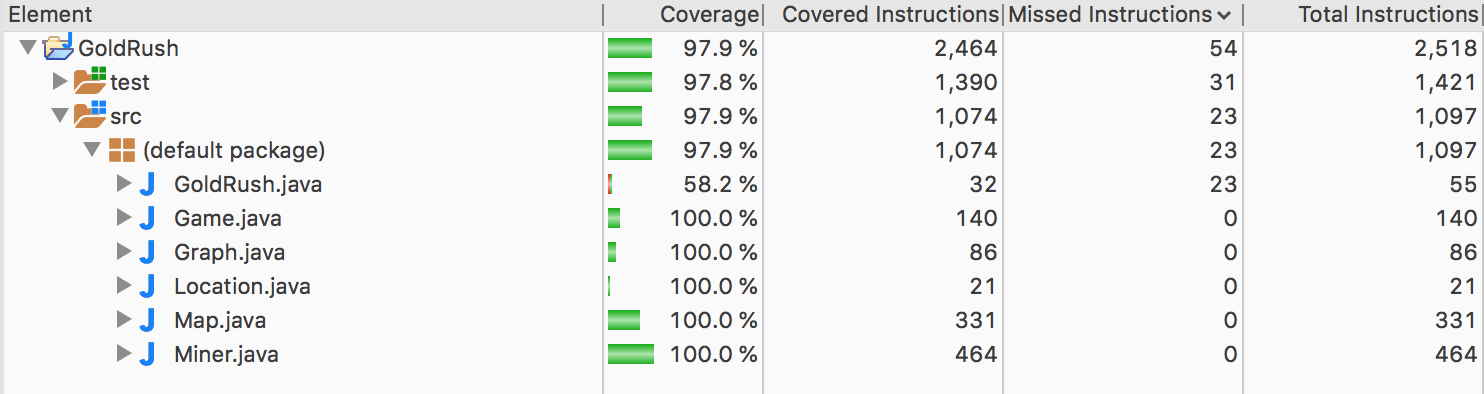 Element Coverage Covered Instructions Missed Instructions Total Instructions
GoldRush 97.9 % 2,464 54 2,518
test 97.8 % 1,390 31 1,421
src 97.9 % 1,074 23 1,097
(default package) 97.9 % 1,074 23 1,097
GoldRush.java 58.2 % 32 23 55
Game.java 100.0 % 140 0 140
Graph.java 100.0 % 86 0 86
Location.java 100.0 % 21 0 21
Map.java 100.0 % 331 0 331
Miner.java 100.0 % 464 0 464